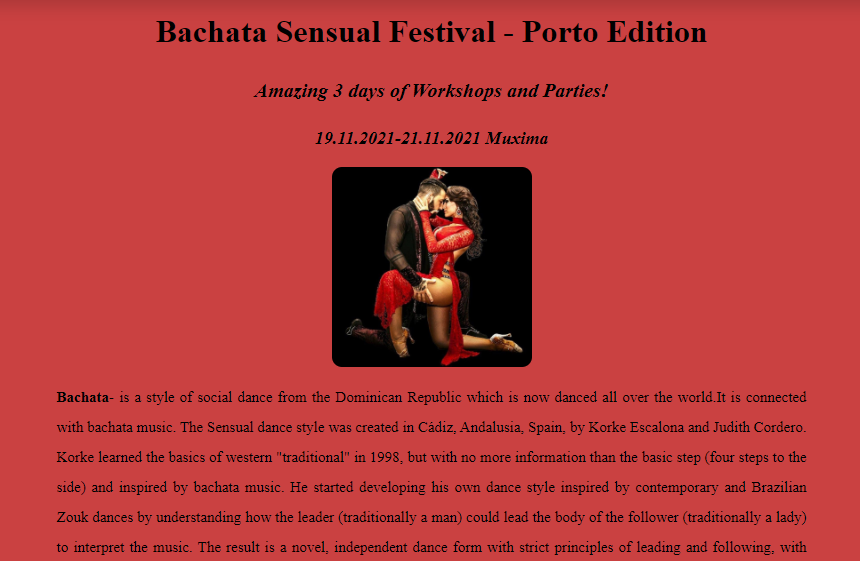 Bachata Sensual Festival - Porto Edition
Amazing 3 days of Workshops and Parties!
19.11.2021-21.11.2021 Muxima
Bachata- is a style of social dance from the Dominican Republic which is now danced all over the world.It is connected
with bachata music. The Sensual dance style was created in Cádiz, Andalusia, Spain, by Korke Escalona and Judith Cordero.
Korke learned the basics of western "traditional" in 1998, but with no more information than the basic step (four steps to the
side) and inspired by bachata music. He started developing his own dance style inspired by contemporary and Brazilian
Zouk dances by understanding how the leader (traditionally a man) could lead the body of the follower (traditionally a lady)
to interpret the music. The result is a novel, independent dance form with strict principles of leading and following, with